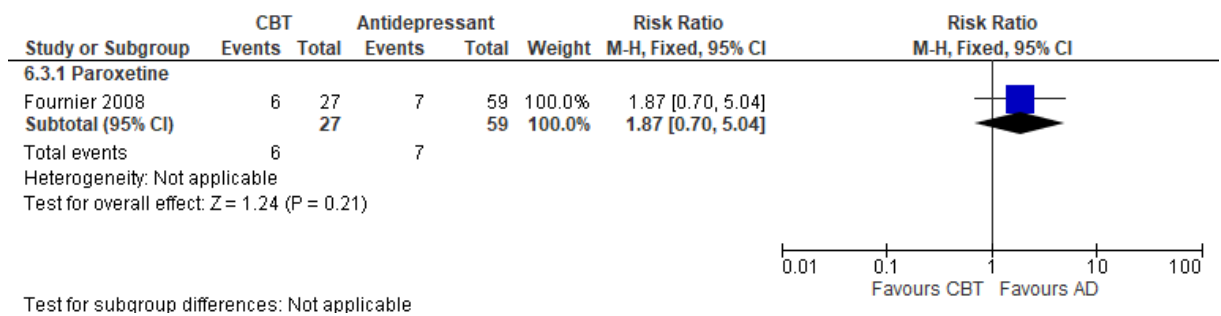 CBT Antidepressant Risk Ratio Risk Ratio
Study or Subgroup Events Total Events Total Weight M-H, Fixed, 95% CI M-H, Fixed, 95% CI
6.3.1 Paroxetine
Fournier 2008 6 27 7 59 100.0% 1.87 [0.70, 5.04]
Subtotal (95% CI) 27 59 100.0% 1.87 [0.70, 5.04]
Total events 6 7
Heterogeneity: Not applicable
Test for overall effect: Z = 1.24 (P = 0.21)
0.01 0.1 1 10 100
Favours CBT Favours AD
Test for subgroup differences: Not applicable